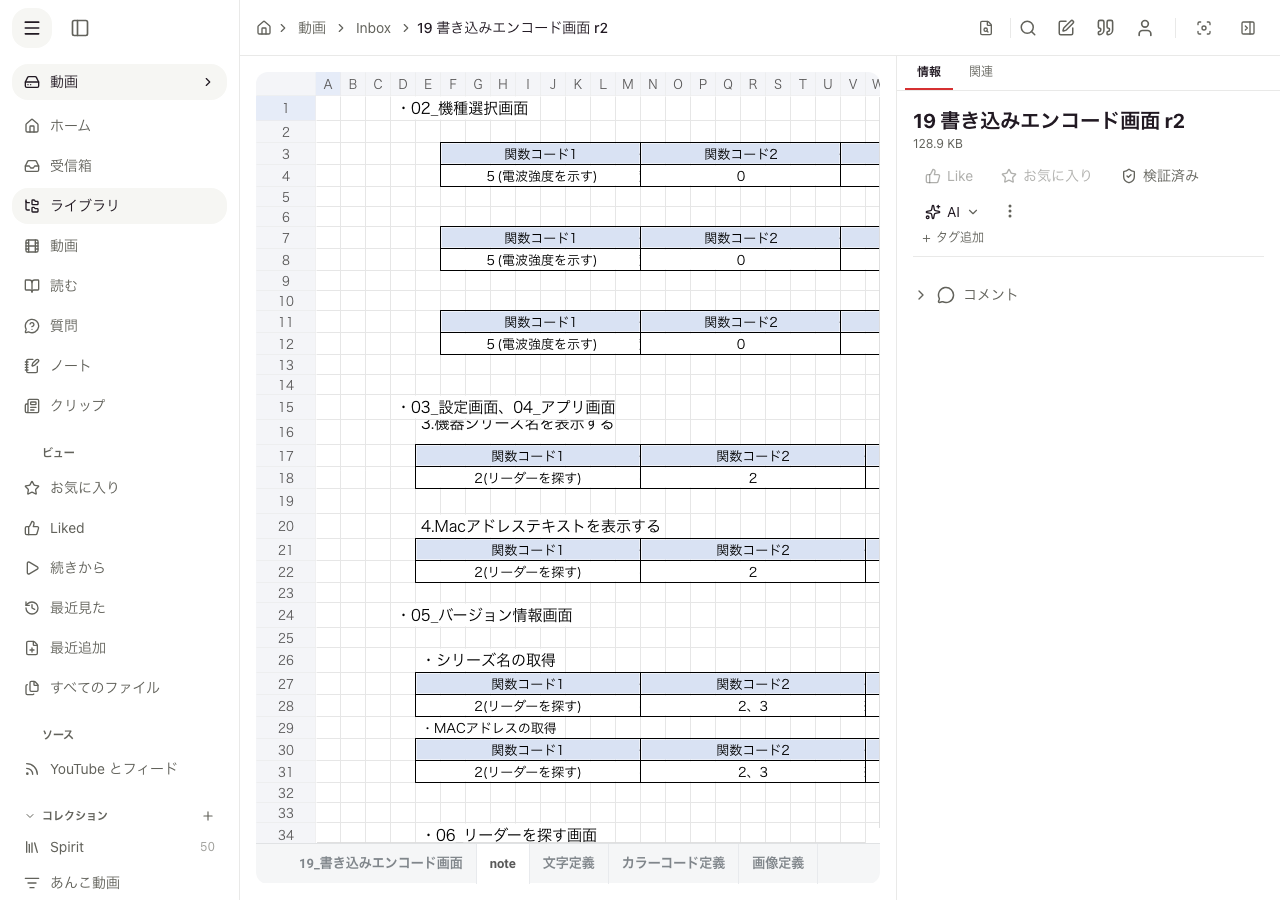 動画 Inbox 19 書き込みエンコード画面 r2
動画
ホーム
受信箱
ライブラリ
動画
読む
質問
ノート
クリップ
ビュー
お気に入り
Liked
続きから
最近見た
最近追加
すべてのファイル
ソース
YouTube とフィード
コレクション
Spirit 50
あんこ動画
A B C D E F G H I J K L M N O P Q R S T U V W
1 ・02_機種選択画面
2
3 関数コード1 関数コード2
4 5 (電波強度を示す) 0
5
6
7 関数コード1 関数コード2
8 5 (電波強度を示す) 0
9
10
11 関数コード1 関数コード2
12 5 (電波強度を示す) 0
13
14
15 ・03_設定画面、04_アプリ画面
16 3.機器シリーズ名を表示する
17 関数コード1 関数コード2
18 2(リーダーを探す) 2
19
20 4.Macアドレステキストを表示する
21 関数コード1 関数コード2
22 2(リーダーを探す) 2
23
24 ・05_バージョン情報画面
25
26 ・シリーズ名の取得
27 関数コード1 関数コード2
28 2(リーダーを探す) 2、3
29 ・MACアドレスの取得
30 関数コード1 関数コード2
31 2(リーダーを探す) 2、3
32
33
34 ・06_リーダーを探す画面
19_書き込みエンコード画面 note 文字定義 カラーコード定義 画像定義
情報 関連
19 書き込みエンコード画面 r2
128.9 KB
Like お気に入り 検証済み
AI
+ タグ追加
コメント